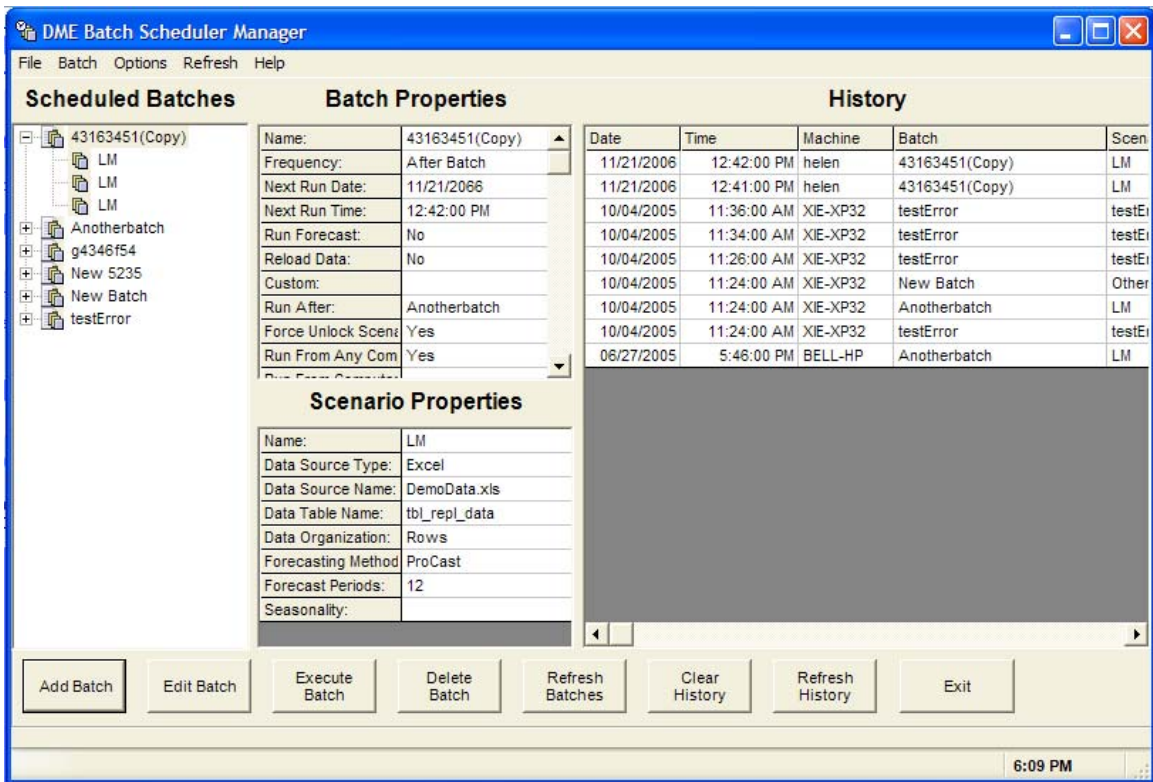 DME Batch Scheduler Manager
File Batch Options Refresh Help
Scheduled Batches
43163451(Copy)
LM
LM
LM
Anotherbatch
g4346f54
New 5235
New Batch
testError
Batch Properties
Name: 43163451(Copy)
Frequency: After Batch
Next Run Date: 11/21/2066
Next Run Time: 12:42:00 PM
Run Forecast: No
Reload Data: No
Custom:
Run After: Anotherbatch
Force Unlock Scena Yes
Run From Any Com Yes
Scenario Properties
Name: LM
Data Source Type: Excel
Data Source Name: DemoData.xls
Data Table Name: tbl_repl_data
Data Organization: Rows
Forecasting Method ProCast
Forecast Periods: 12
Seasonality:
History
Date Time Machine Batch Scen
11/21/2006 12:42:00 PM helen 43163451(Copy) LM
11/21/2006 12:41:00 PM helen 43163451(Copy) LM
10/04/2005 11:36:00 AM XIE-XP32 testError testEr
10/04/2005 11:34:00 AM XIE-XP32 testError testEr
10/04/2005 11:26:00 AM XIE-XP32 testError testEr
10/04/2005 11:24:00 AM XIE-XP32 New Batch Other
10/04/2005 11:24:00 AM XIE-XP32 Anotherbatch LM
10/04/2005 11:24:00 AM XIE-XP32 testError testEr
06/27/2005 5:46:00 PM BELL-HP Anotherbatch LM
Add Batch
Edit Batch
Execute
Batch
Delete
Batch
Refresh
Batches
Clear
History
Refresh
History
Exit
6:09 PM